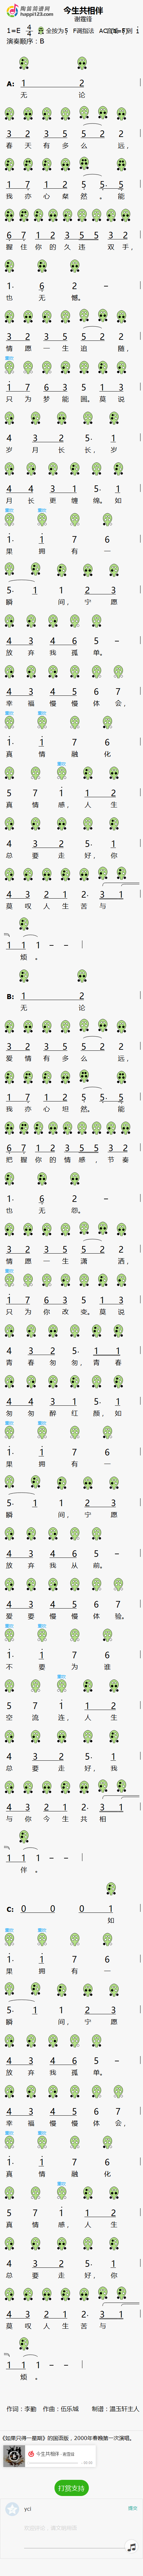 陶笛简谱网
happi123.com
今生共相伴
谢霆锋
1=E 4/4 全按为5 F调指法
演奏顺序: B
A: 1 2
无 论
3 2 3 5 5 2 2
春 天 有 多 么 远,
1 7 1 2 5 5· 5
我 亦 心 粲 然。 能
6 7 1 2 3 5 5 3 2
握 住 你 的 久 违 双 手,
1· 6 2 -
也 无 憾。
3 2 3 5 5 2 2
情 愿 一 生 追 随,
1 7 6 3 5 1 3
只 为 梦 能 圆。 莫 说
4 3 2 5· 1
岁 月 长 长, 岁
4 4 3 1 5· 1
月 长 更 缠 绵。 如
1· 1 7 6
里 拥 有 一
5· 1 1 2 3
瞬 间, 宁 愿
4 3 4 6 5 -
放 弃 我 孤 单。
4 3 4 5 6 7
幸 福 慢 慢 体 会,
1· 1 7 6
真 情 融 化
5 7 1 1 2
真 情 感, 人 生
4 3 2 5· 1
总 要 走 好, 你
4 3 2 1 2· 3 1
莫 叹 人 生 苦 与
1 1 1 - -
烦。
B: 1 2
无 论
3 2 3 5 5 2 2
爱 情 有 多 么 远,
1 7 1 2 5 5· 5
我 亦 心 坦 然。 能
6 7 1 2 3 5 5 3 2
把 握 你 的 情 感, 节 奏
1· 6 2 -
也 无 怨。
3 2 3 5 5 2 2
情 愿 一 生 潇 洒,
1 7 6 3 5 1 3
只 为 你 改 变。 莫 说
4 3 2 5· 1 1
青 春 匆 匆, 青 春
4 4 3 1 5· 1
匆 匆 醉 红 颜, 如
1· 1 7 6
里 拥 有 一
5· 1 1 2 3
瞬 间, 宁 愿
4 3 4 6 5 -
放 弃 我 从 前。
4 3 4 5 6 7
爱 要 慢 慢 体 验。
1· 1 7 6
不 要 为 谁
5 7 1 1 2
空 流 连, 人 生
4 3 2 5· 1
总 要 走 好, 我
4 3 2 1 2· 3 1
与 你 今 生 共 相
1 1 1 - -
伴。
C: 0 0 0 1
如
1· 1 7 6
里 拥 有 一
5· 1 1 2 3
瞬 间, 宁 愿
4 3 4 6 5 -
放 弃 我 孤 单。
4 3 4 5 6 7
幸 福 慢 慢 体 会,
1· 1 7 6
真 情 融 化
5 7 1 1 2
真 情 感, 人 生
4 3 2 5· 1
总 要 走 好, 你
4 3 2 1 2· 3 1
莫 叹 人 生 苦 与
1 1 1 - -
烦。
作词: 李勤 作曲: 伍乐城 制谱: 温玉轩主人
《如果只得一星期》的国语版, 2000年春晚第一次演唱。
今生共相伴 -谢霆锋
打赏支持
yci